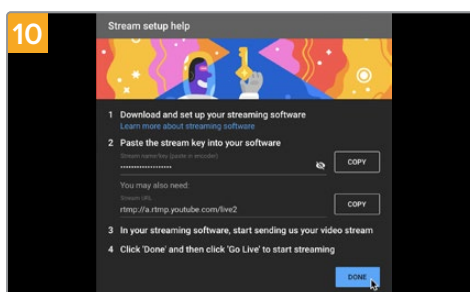 10
Stream setup help
1 Download and set up your streaming software
Learn more about streaming software
2 Paste the stream key into your software
Stream name/key (paste in encoder)
••••••••••••••••••
COPY
You may also need:
Stream URL
rtmp://a.rtmp.youtube.com/live2
COPY
3 In your streaming software, start sending us your video stream
4 Click 'Done' and then click 'Go Live' to start streaming
DONE